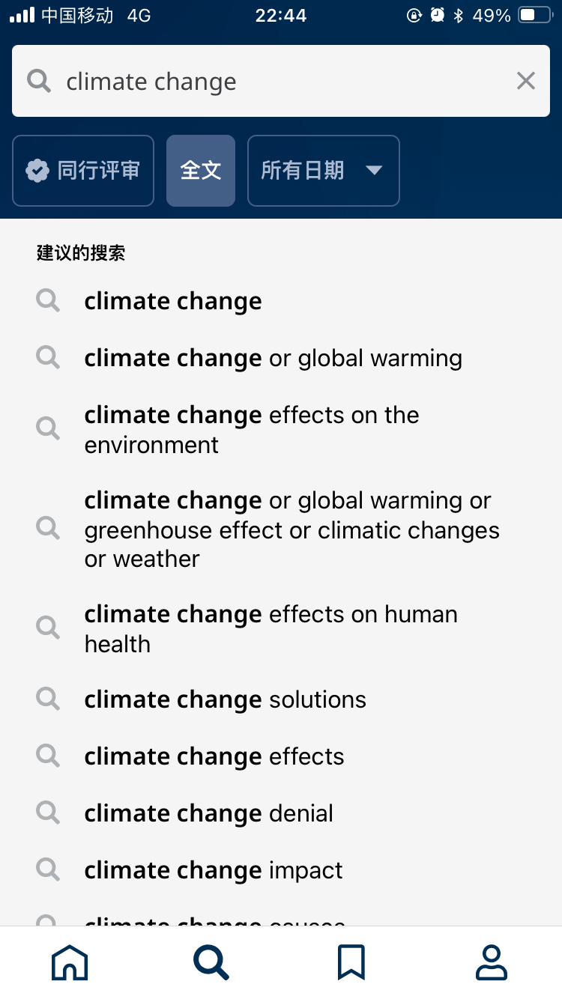 中国移动 4G 22:44 49%
climate change
同行评审 全文 所有日期
建议的搜索
climate change
climate change or global warming
climate change effects on the
environment
climate change or global warming or
greenhouse effect or climatic changes
or weather
climate change effects on human
health
climate change solutions
climate change effects
climate change denial
climate change impact
climate change causes